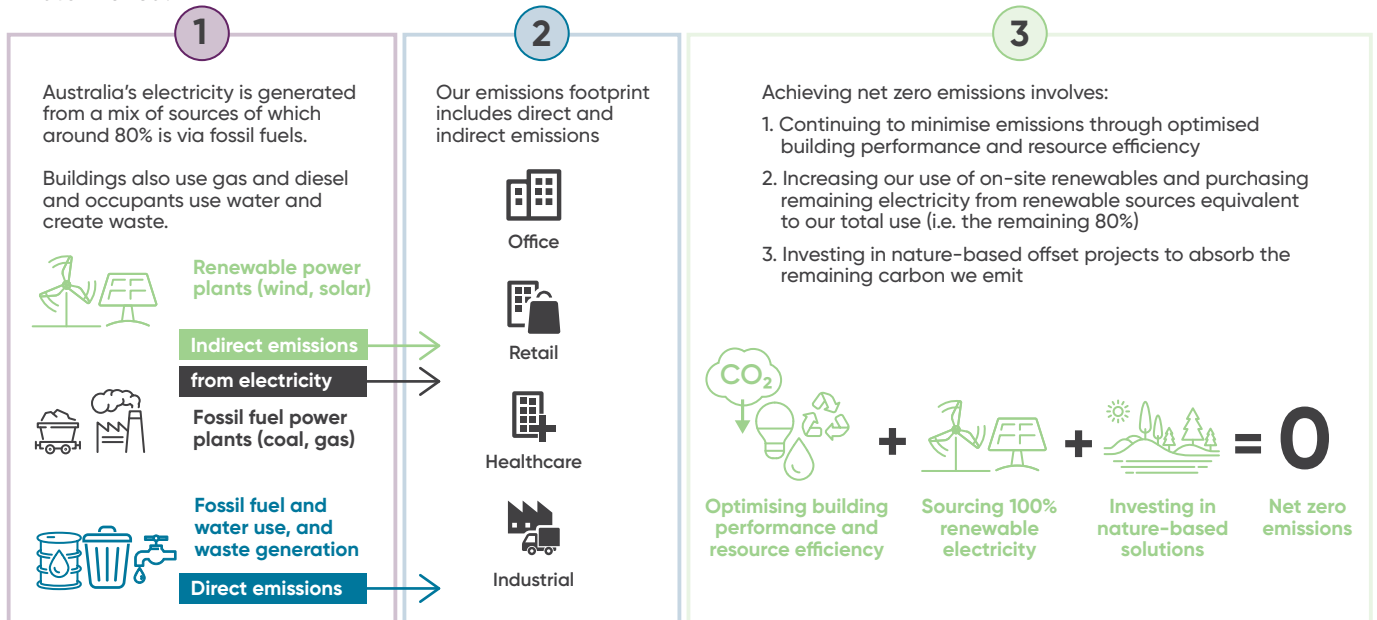 1
Australia's electricity is generated
from a mix of sources of which
around 80% is via fossil fuels.
Buildings also use gas and diesel
and occupants use water and
create waste.
Renewable power
plants (wind, solar)
Indirect emissions
from electricity
Fossil fuel power
plants (coal, gas)
Fossil fuel and
water use, and
waste generation
Direct emissions
2
Our emissions footprint
includes direct and
indirect emissions
Office
Retail
Healthcare
Industrial
3
Achieving net zero emissions involves:
1. Continuing to minimise emissions through optimised
building performance and resource efficiency
2. Increasing our use of on-site renewables and purchasing
remaining electricity from renewable sources equivalent
to our total use (i.e. the remaining 80%)
3. Investing in nature-based offset projects to absorb the
remaining carbon we emit
CO₂
+
+
= 0
Optimising building
performance and
resource efficiency
Sourcing 100%
renewable
electricity
Investing in
nature-based
solutions
Net zero
emissions